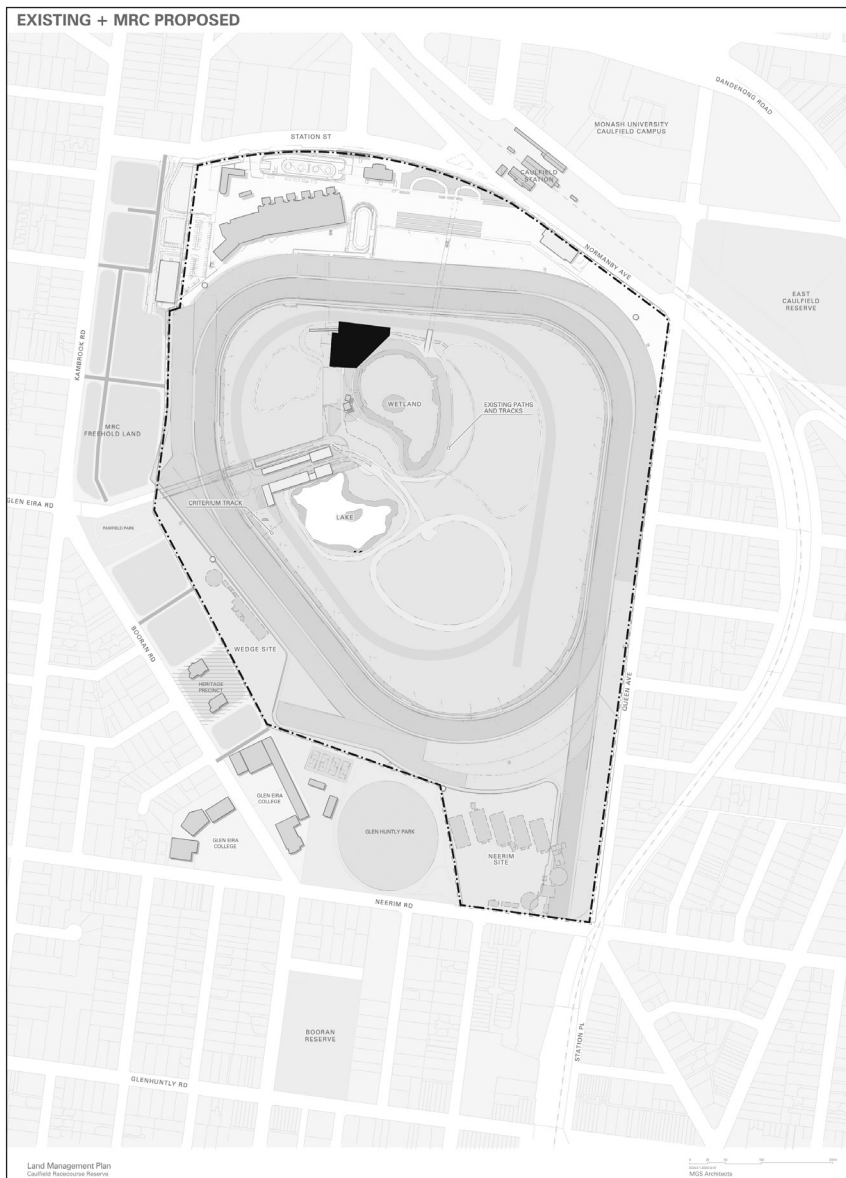 EXISTING + MRC PROPOSED
DANDENONG ROAD
MONASH UNIVERSITY
CAULFIELD CAMPUS
STATION ST
CAULFIELD
STATION
NORMANBY AVE
EAST
CAULFIELD
RESERVE
KAMBROOK RD
WETLAND
EXISTING PATHS
AND TRACKS
MRC
FREEHOLD LAND
GLEN EIRA RD
CRITERIUM TRACK
LAKE
BOORAN RD
WEDGE SITE
HERITAGE
PRECINCT
QUEEN AVE
GLEN EIRA
COLLEGE
GLEN EIRA
COLLEGE
GLEN HUNTLY PARK
NEERIM
SITE
NEERIM RD
BOORAN
RESERVE
STATION PL
GLENHUNTLY RD
Land Management Plan
Caulfield Racecourse Reserve
MGS Architects